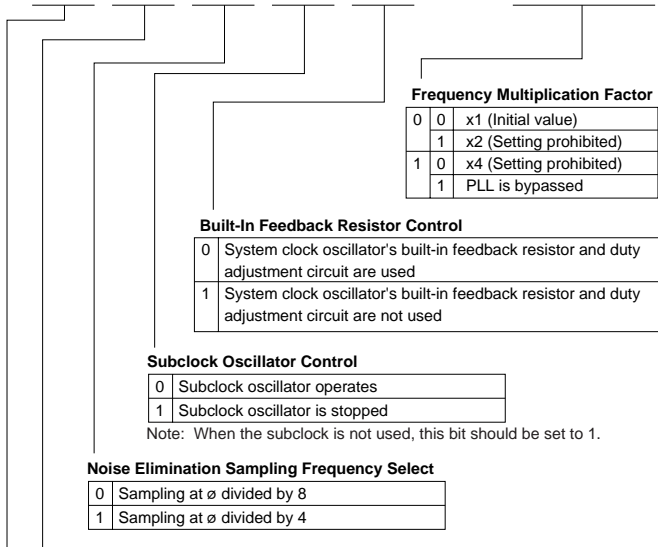 Frequency Multiplication Factor
0 0 x1 (Initial value)
1 x2 (Setting prohibited)
1 0 x4 (Setting prohibited)
1 PLL is bypassed
Built-In Feedback Resistor Control
0 System clock oscillator's built-in feedback resistor and duty
adjustment circuit are used
1 System clock oscillator's built-in feedback resistor and duty
adjustment circuit are not used
Subclock Oscillator Control
0 Subclock oscillator operates
1 Subclock oscillator is stopped
Note: When the subclock is not used, this bit should be set to 1.
Noise Elimination Sampling Frequency Select
0 Sampling at ø divided by 8
1 Sampling at ø divided by 4